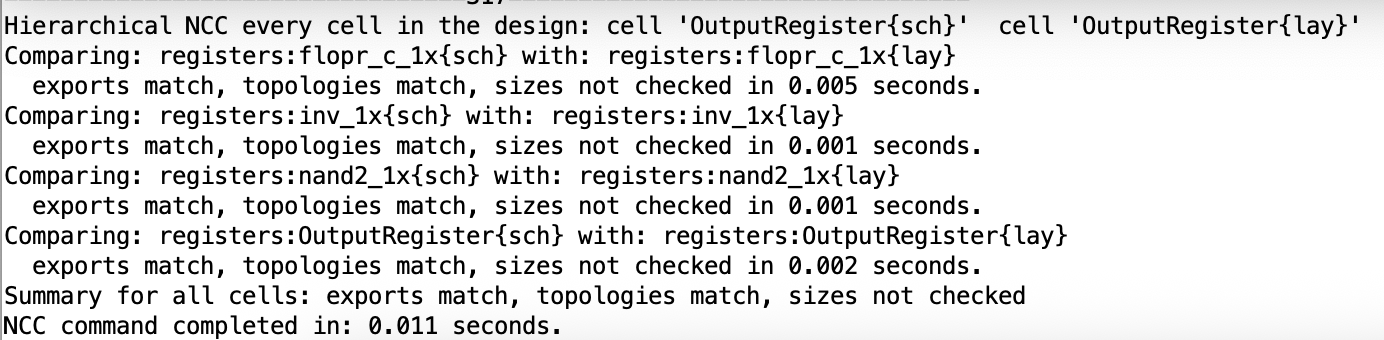 Hierarchical NCC every cell in the design: cell 'OutputRegister{sch}'  cell 'OutputRegister{lay}'
Comparing: registers:flopr_c_1x{sch} with: registers:flopr_c_1x{lay}
  exports match, topologies match, sizes not checked in 0.005 seconds.
Comparing: registers:inv_1x{sch} with: registers:inv_1x{lay}
  exports match, topologies match, sizes not checked in 0.001 seconds.
Comparing: registers:nand2_1x{sch} with: registers:nand2_1x{lay}
  exports match, topologies match, sizes not checked in 0.001 seconds.
Comparing: registers:OutputRegister{sch} with: registers:OutputRegister{lay}
  exports match, topologies match, sizes not checked in 0.002 seconds.
Summary for all cells: exports match, topologies match, sizes not checked
NCC command completed in: 0.011 seconds.